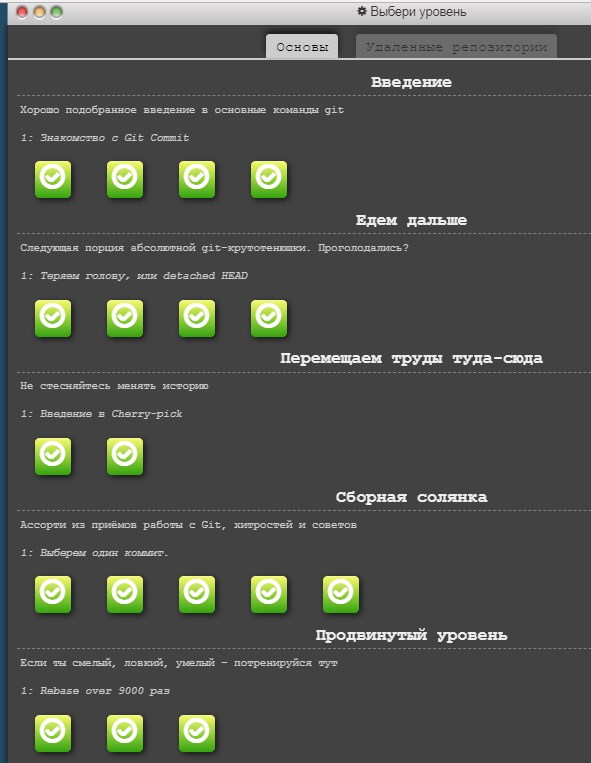 Выбери уровень
Основы
Удаленные репозитории
Введение
Хорошо подобранное введение в основные команды git
1: Знакомство с Git Commit
Едем дальше
Следующая порция абсолютной git-крутотенюшки. Проголодались?
1: Теряем голову, или detached HEAD
Перемещаем труды туда-сюда
Не стесняйтесь менять историю
1: Введение в Cherry-pick
Сборная солянка
Ассорти из приёмов работы с Git, хитростей и советов
1: Выберем один коммит.
Продвинутый уровень
Если ты смелый, ловкий, умелый – потренируйся тут
1: Rebase over 9000 раз